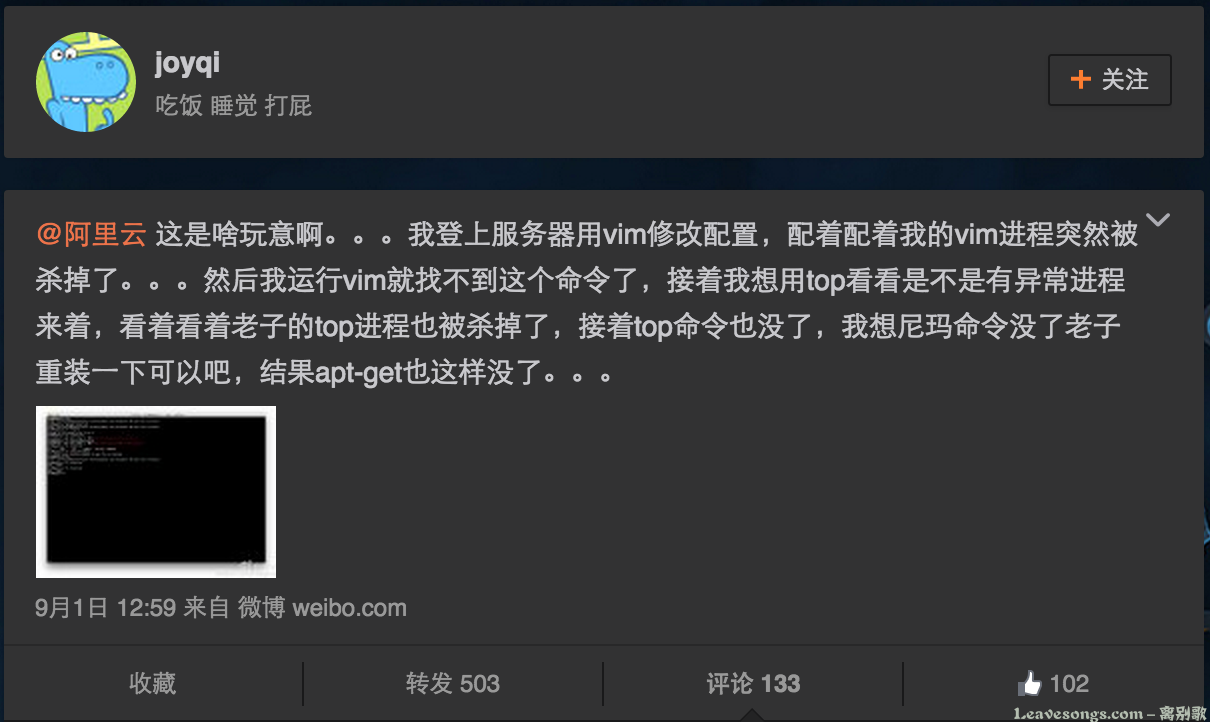 joyqi
吃饭 睡觉 打屁
+ 关注
@阿里云 这是啥玩意啊。。。我登上服务器用vim修改配置，配着配着我的vim进程突然被
杀掉了。。。然后我运行vim就找不到这个命令了，接着我想用top看看是不是有异常进程
来着，看着看着老子的top进程也被杀掉了，接着top命令也没了，我想尼玛命令没了老子
重装一下可以吧，结果apt-get也这样没了。。。
9月1日 12:59 来自 微博 weibo.com
收藏
转发 503
评论 133
102
Leavesongs.com - 离别歌